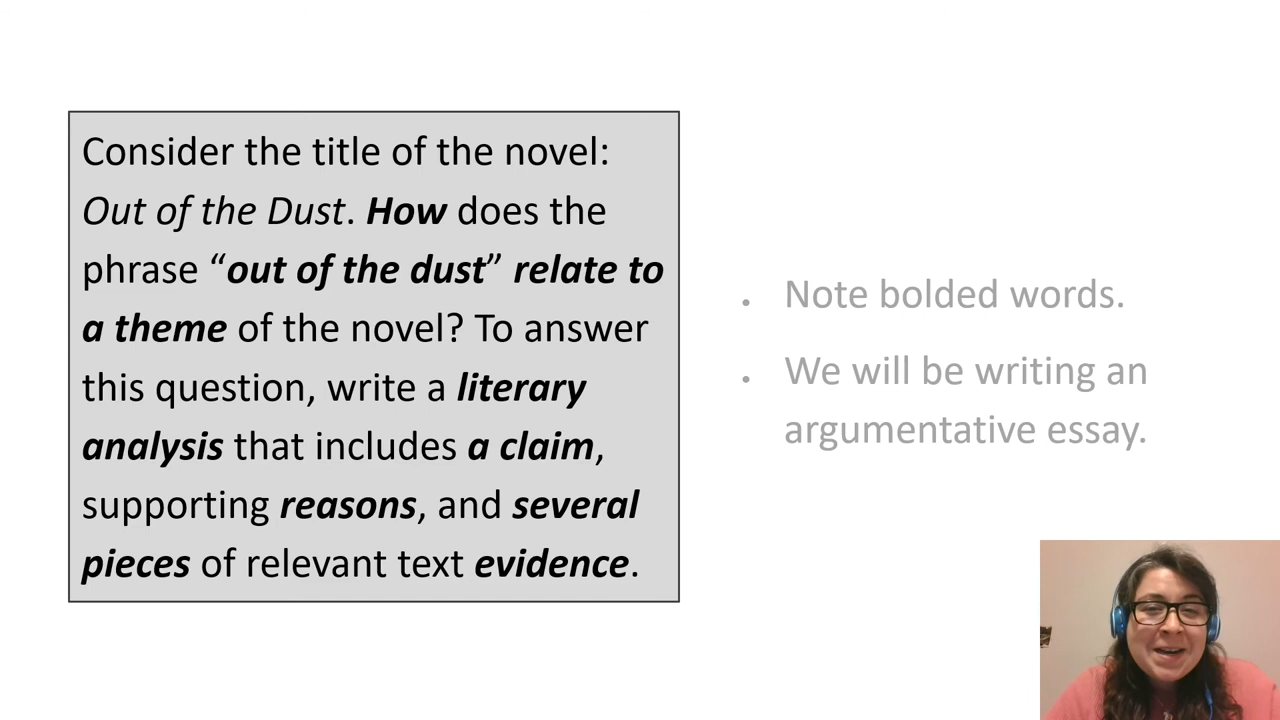 Consider the title of the novel:
Out of the Dust. How does the
phrase “out of the dust” relate to
a theme of the novel? To answer
this question, write a literary
analysis that includes a claim,
supporting reasons, and several
pieces of relevant text evidence.
• Note bolded words.
• We will be writing an
argumentative essay.